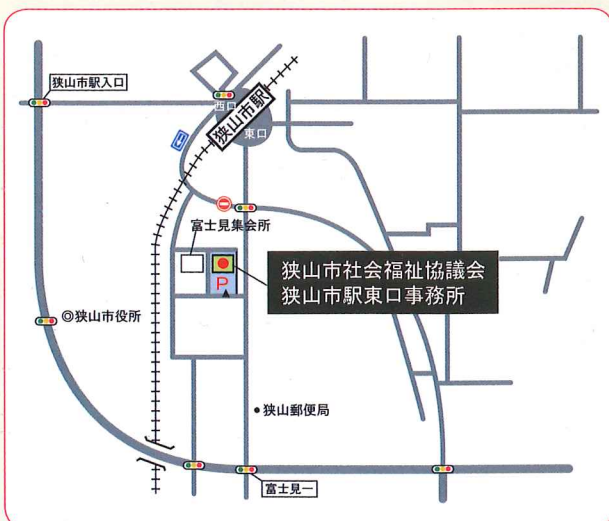 狭山市駅入口
西口
狭山市駅
東口
富士見集会所
狭山市社会福祉協議会
狭山市駅東口事務所
P
◎狭山市役所
•狭山郵便局
富士見一